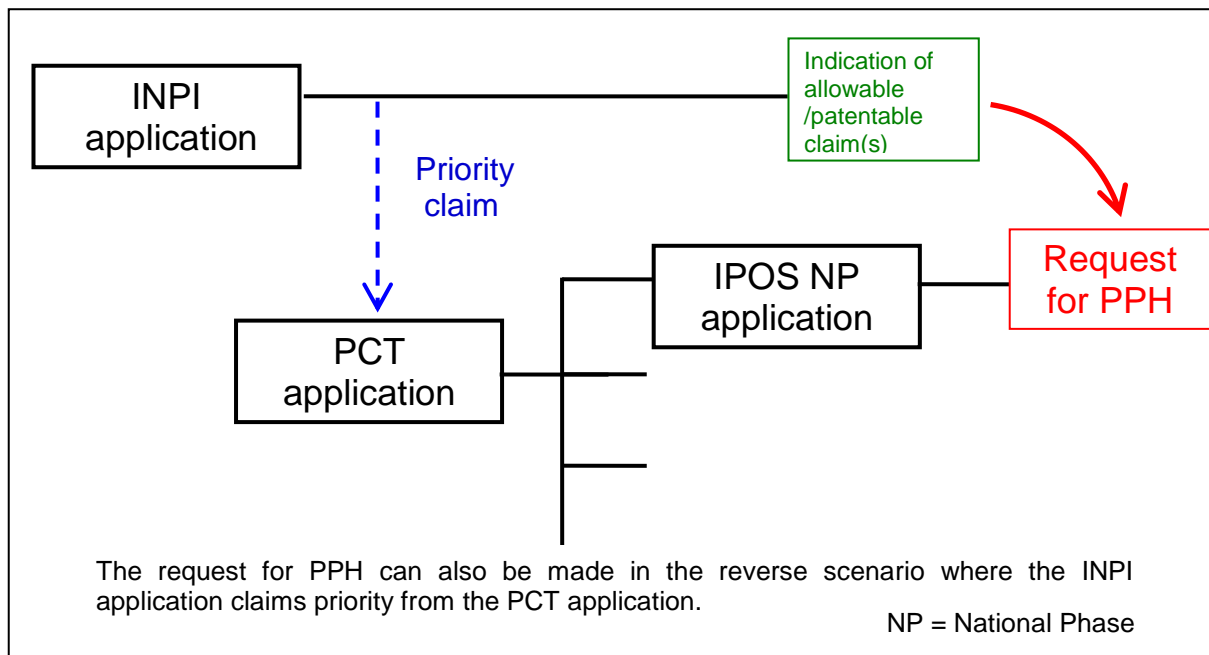 INPI
application
Indication of
allowable
/patentable
claim(s)
Priority
claim
IPOS NP
application
Request
for PPH
PCT
application
The request for PPH can also be made in the reverse scenario where the INPI
application claims priority from the PCT application.
NP = National Phase